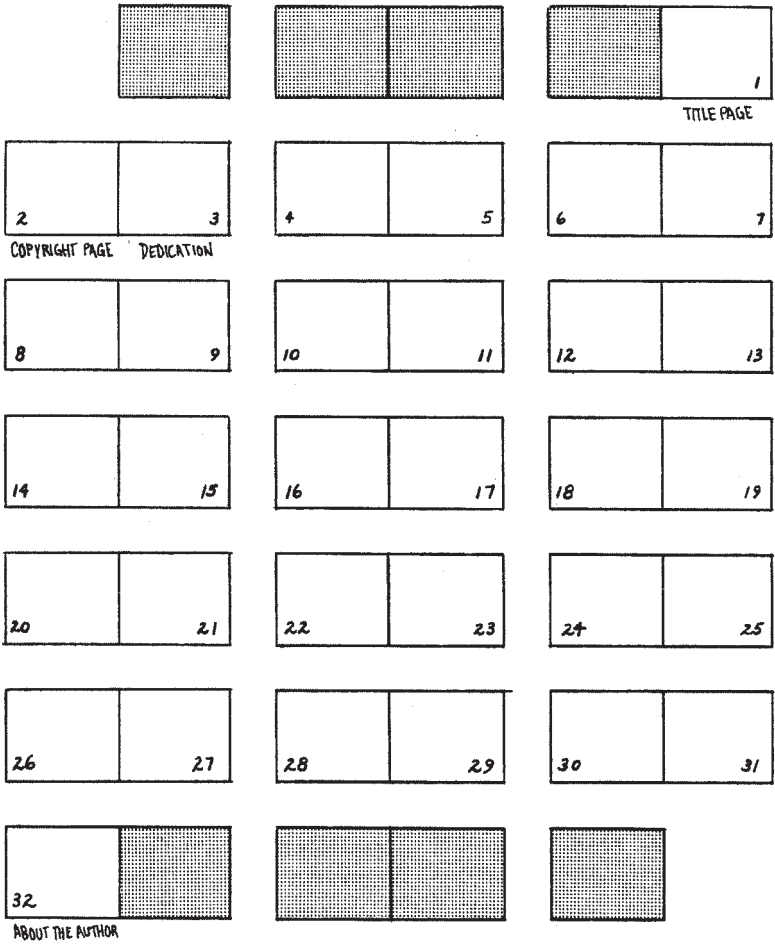 1
TITLE PAGE
2 3 4 5 6 7
COPYRIGHT PAGE DEDICATION
8 9 10 11 12 13
14 15 16 17 18 19
20 21 22 23 24 25
26 27 28 29 30 31
32
ABOUT THE AUTHOR